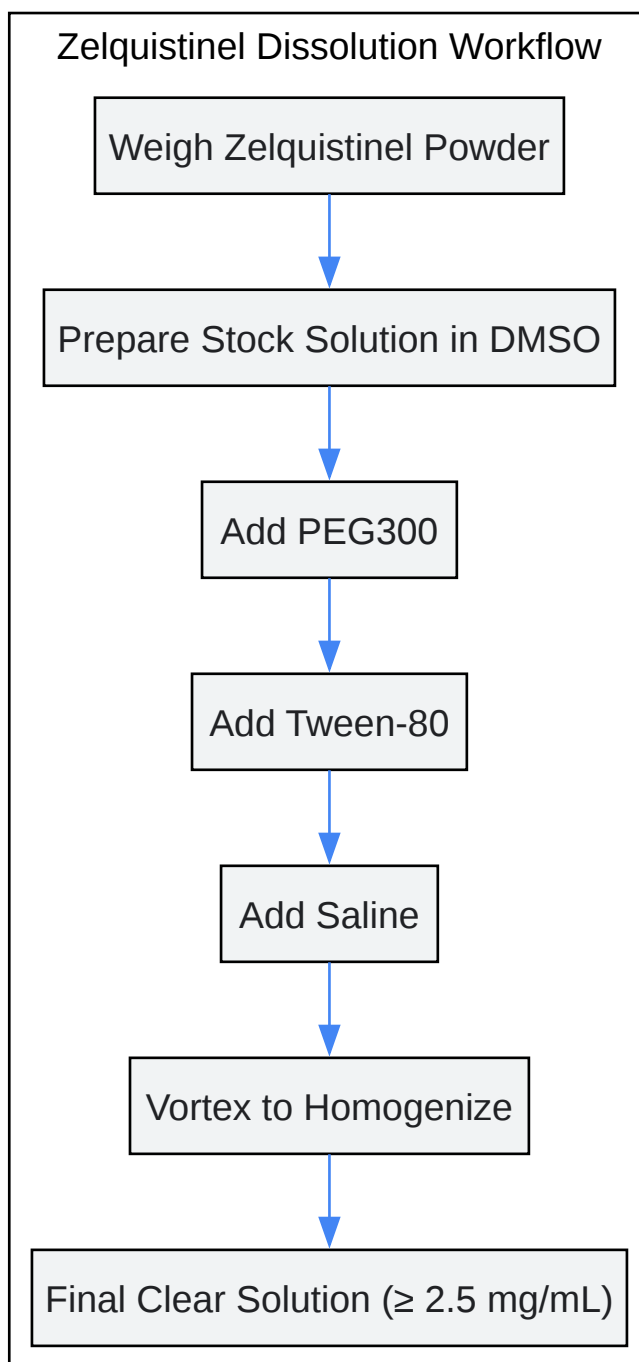 Zelquistinel Dissolution Workflow
Weigh Zelquistinel Powder
Prepare Stock Solution in DMSO
Add PEG300
Add Tween-80
Add Saline
Vortex to Homogenize
Final Clear Solution (≥ 2.5 mg/mL)